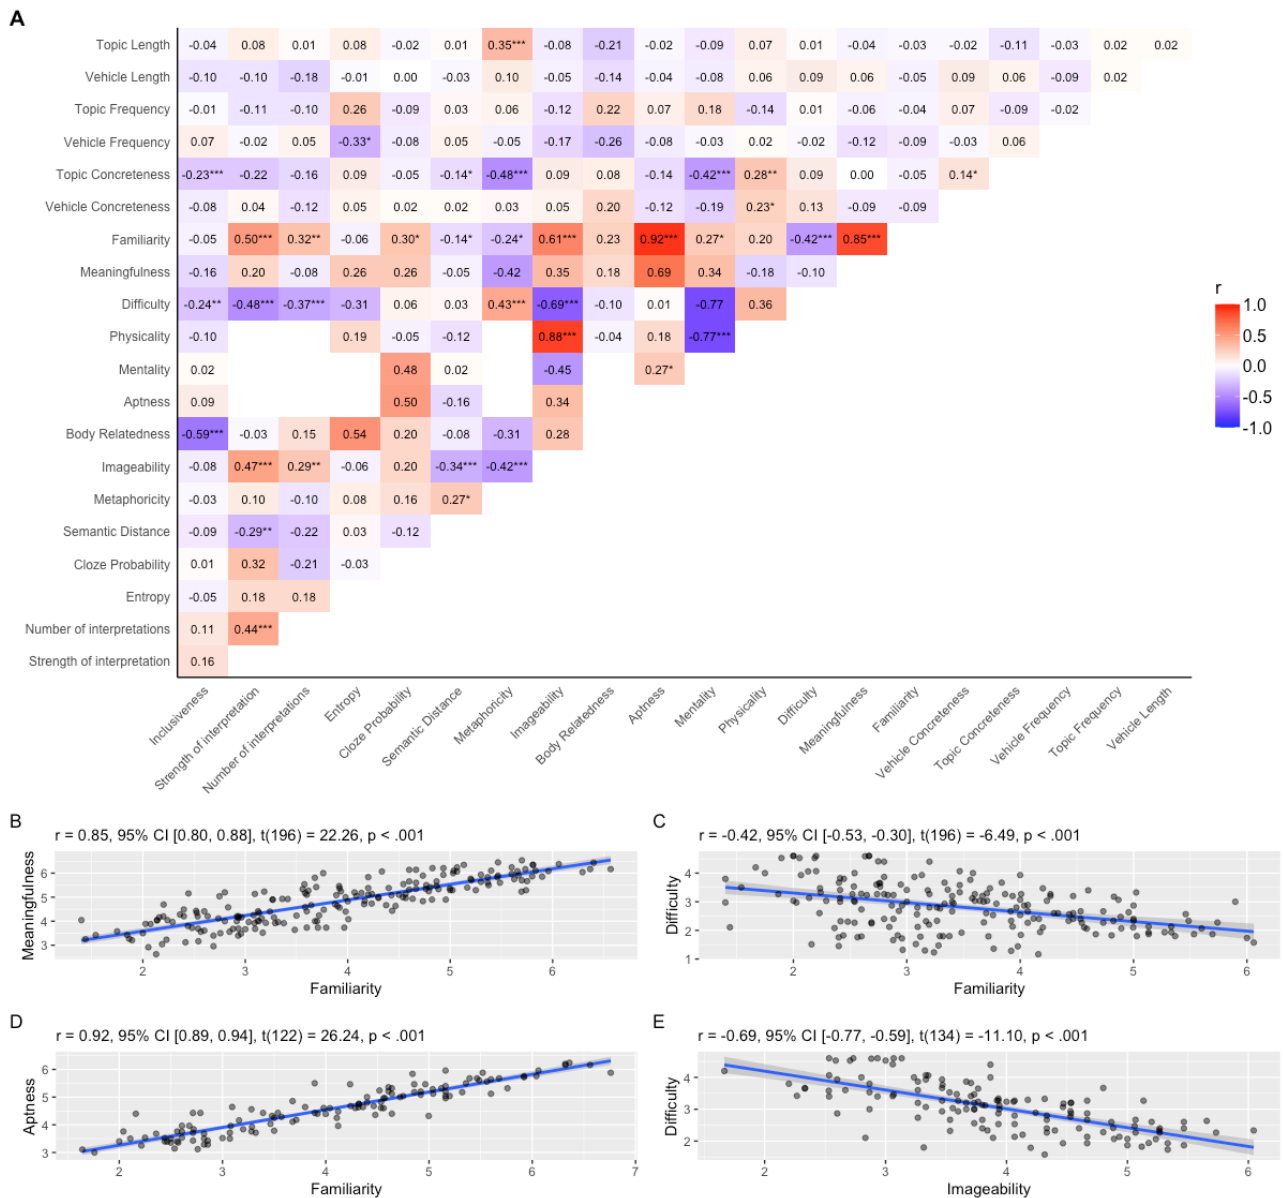 A
Topic Length -0.04 0.08 0.01 0.08 -0.02 0.01 0.35*** -0.08 -0.21 -0.02 -0.09 0.07 0.01 -0.04 -0.03 -0.02 -0.11 -0.03 0.02 0.02
Vehicle Length -0.10 -0.10 -0.18 -0.01 0.00 -0.03 0.10 -0.05 -0.14 -0.04 -0.08 0.06 0.09 0.06 -0.05 0.09 0.06 -0.09 0.02
Topic Frequency -0.01 -0.11 -0.10 0.26 -0.09 0.03 0.06 -0.12 0.22 0.07 0.18 -0.14 0.01 -0.06 -0.04 0.07 -0.09 -0.02
Vehicle Frequency 0.07 -0.02 0.05 -0.33* -0.08 0.05 -0.05 -0.17 -0.26 -0.08 -0.03 0.02 -0.02 -0.12 -0.09 -0.03 0.06
Topic Concreteness -0.23*** -0.22 -0.16 0.09 -0.05 -0.14* -0.48*** 0.09 0.08 -0.14 -0.42*** 0.28** 0.09 0.00 -0.05 0.14*
Vehicle Concreteness -0.08 0.04 -0.12 0.05 0.02 0.02 0.03 0.05 0.20 -0.12 -0.19 0.23* 0.13 -0.09 -0.09
Familiarity -0.05 0.50*** 0.32** -0.06 0.30* -0.14* -0.24* 0.61*** 0.23 0.92*** 0.27* 0.20 -0.42*** 0.85***
Meaningfulness -0.16 0.20 -0.08 0.26 0.26 -0.05 -0.42 0.35 0.18 0.69 0.34 -0.18 -0.10
Difficulty -0.24** -0.48*** -0.37*** -0.31 0.06 0.03 0.43*** -0.69*** -0.10 0.01 -0.77 0.36
Physicality -0.10 0.19 -0.05 -0.12 0.88*** -0.04 0.18 -0.77***
Mentality 0.02 0.48 0.02 -0.45 0.27*
Aptness 0.09 0.50 -0.16 0.34
Body Relatedness -0.59*** -0.03 0.15 0.54 0.20 -0.08 -0.31 0.28
Imageability -0.08 0.47*** 0.29** -0.06 0.20 -0.34*** -0.42***
Metaphoricity -0.03 0.10 -0.10 0.08 0.16 0.27*
Semantic Distance -0.09 -0.29** -0.22 0.03 -0.12
Cloze Probability 0.01 0.32 -0.21 -0.03
Entropy -0.05 0.18 0.18
Number of interpretations 0.11 0.44***
Strength of interpretation 0.16
Inclusiveness
Strength of interpretation
Number of interpretations
Entropy
Cloze Probability
Semantic Distance
Metaphoricity
Imageability
Body Relatedness
Aptness
Mentality
Physicality
Difficulty
Meaningfulness
Familiarity
Vehicle Concreteness
Topic Concreteness
Vehicle Frequency
Topic Frequency
Vehicle Length
r
1.0
0.5
0.0
-0.5
-1.0
B
r = 0.85, 95% CI [0.80, 0.88], t(196) = 22.26, p < .001
Meaningfulness
6
5
4
3
2 3 4 5 6
Familiarity
C
r = -0.42, 95% CI [-0.53, -0.30], t(196) = -6.49, p < .001
Difficulty
4
3
2
1
2 3 4 5 6
Familiarity
D
r = 0.92, 95% CI [0.89, 0.94], t(122) = 26.24, p < .001
Aptness
6
5
4
3
2 3 4 5 6 7
Familiarity
E
r = -0.69, 95% CI [-0.77, -0.59], t(134) = -11.10, p < .001
Difficulty
4
3
2
2 3 4 5 6
Imageability